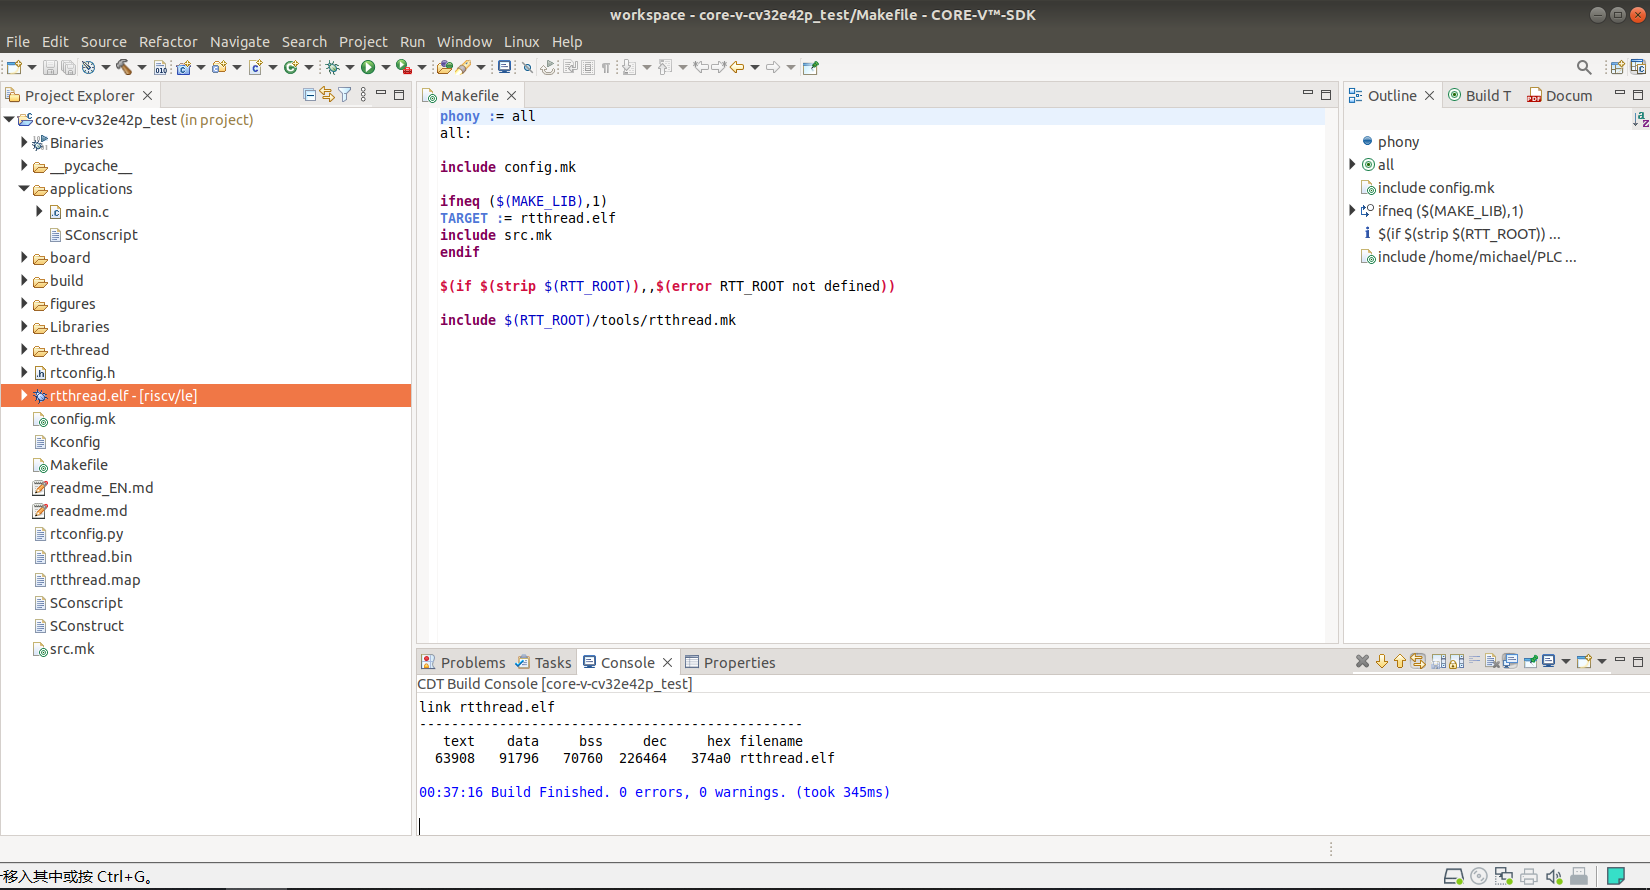 workspace - core-v-cv32e42p_test/Makefile - CORE-V™-SDK
File Edit Source Refactor Navigate Search Project Run Window Linux Help
Project Explorer
core-v-cv32e42p_test (in project)
Binaries
__pycache__
applications
main.c
SConscript
board
build
figures
Libraries
rt-thread
rtconfig.h
rtthread.elf - [riscv/le]
config.mk
Kconfig
Makefile
readme_EN.md
readme.md
rtconfig.py
rtthread.bin
rtthread.map
SConscript
SConstruct
src.mk
Makefile
phony := all
all:
include config.mk
ifneq ($(MAKE_LIB),1)
TARGET := rtthread.elf
include src.mk
endif
$(if $(strip $(RTT_ROOT)),,$(error RTT_ROOT not defined))
include $(RTT_ROOT)/tools/rtthread.mk
Outline Build T Docum
phony
all
include config.mk
ifneq ($(MAKE_LIB),1)
$(if $(strip $(RTT_ROOT)) ...
include /home/michael/PLC ...
Problems Tasks Console Properties
CDT Build Console [core-v-cv32e42p_test]
link rtthread.elf
------------------------------------------------
text data bss dec hex filename
63908 91796 70760 226464 374a0 rtthread.elf
00:37:16 Build Finished. 0 errors, 0 warnings. (took 345ms)
移入其中或按 Ctrl+G。